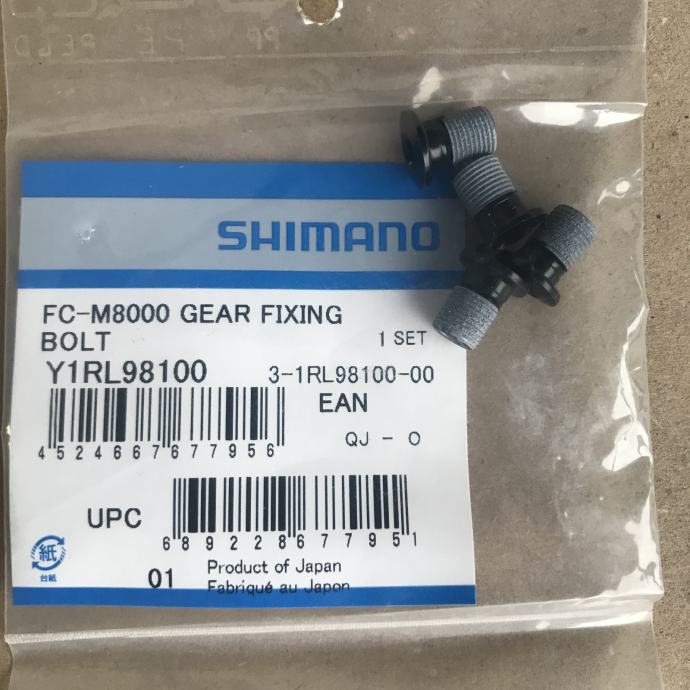 SHIMANO
FC-M8000 GEAR FIXING
BOLT 1 SET
Y1RL98100 3-1RL98100-00
EAN
4524667677956
QJ - O
UPC
689228677951
紙
台紙
01 Product of Japan
Fabriqué au Japon